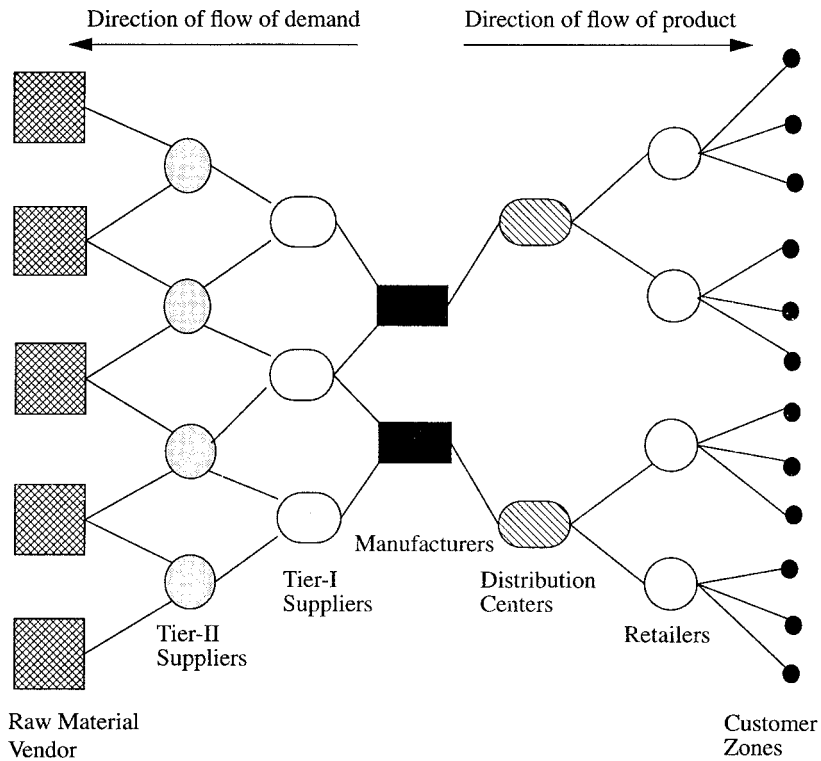 Direction of flow of demand
Direction of flow of product
Manufacturers
Tier-I
Suppliers
Distribution
Centers
Tier-II
Suppliers
Retailers
Raw Material
Vendor
Customer
Zones